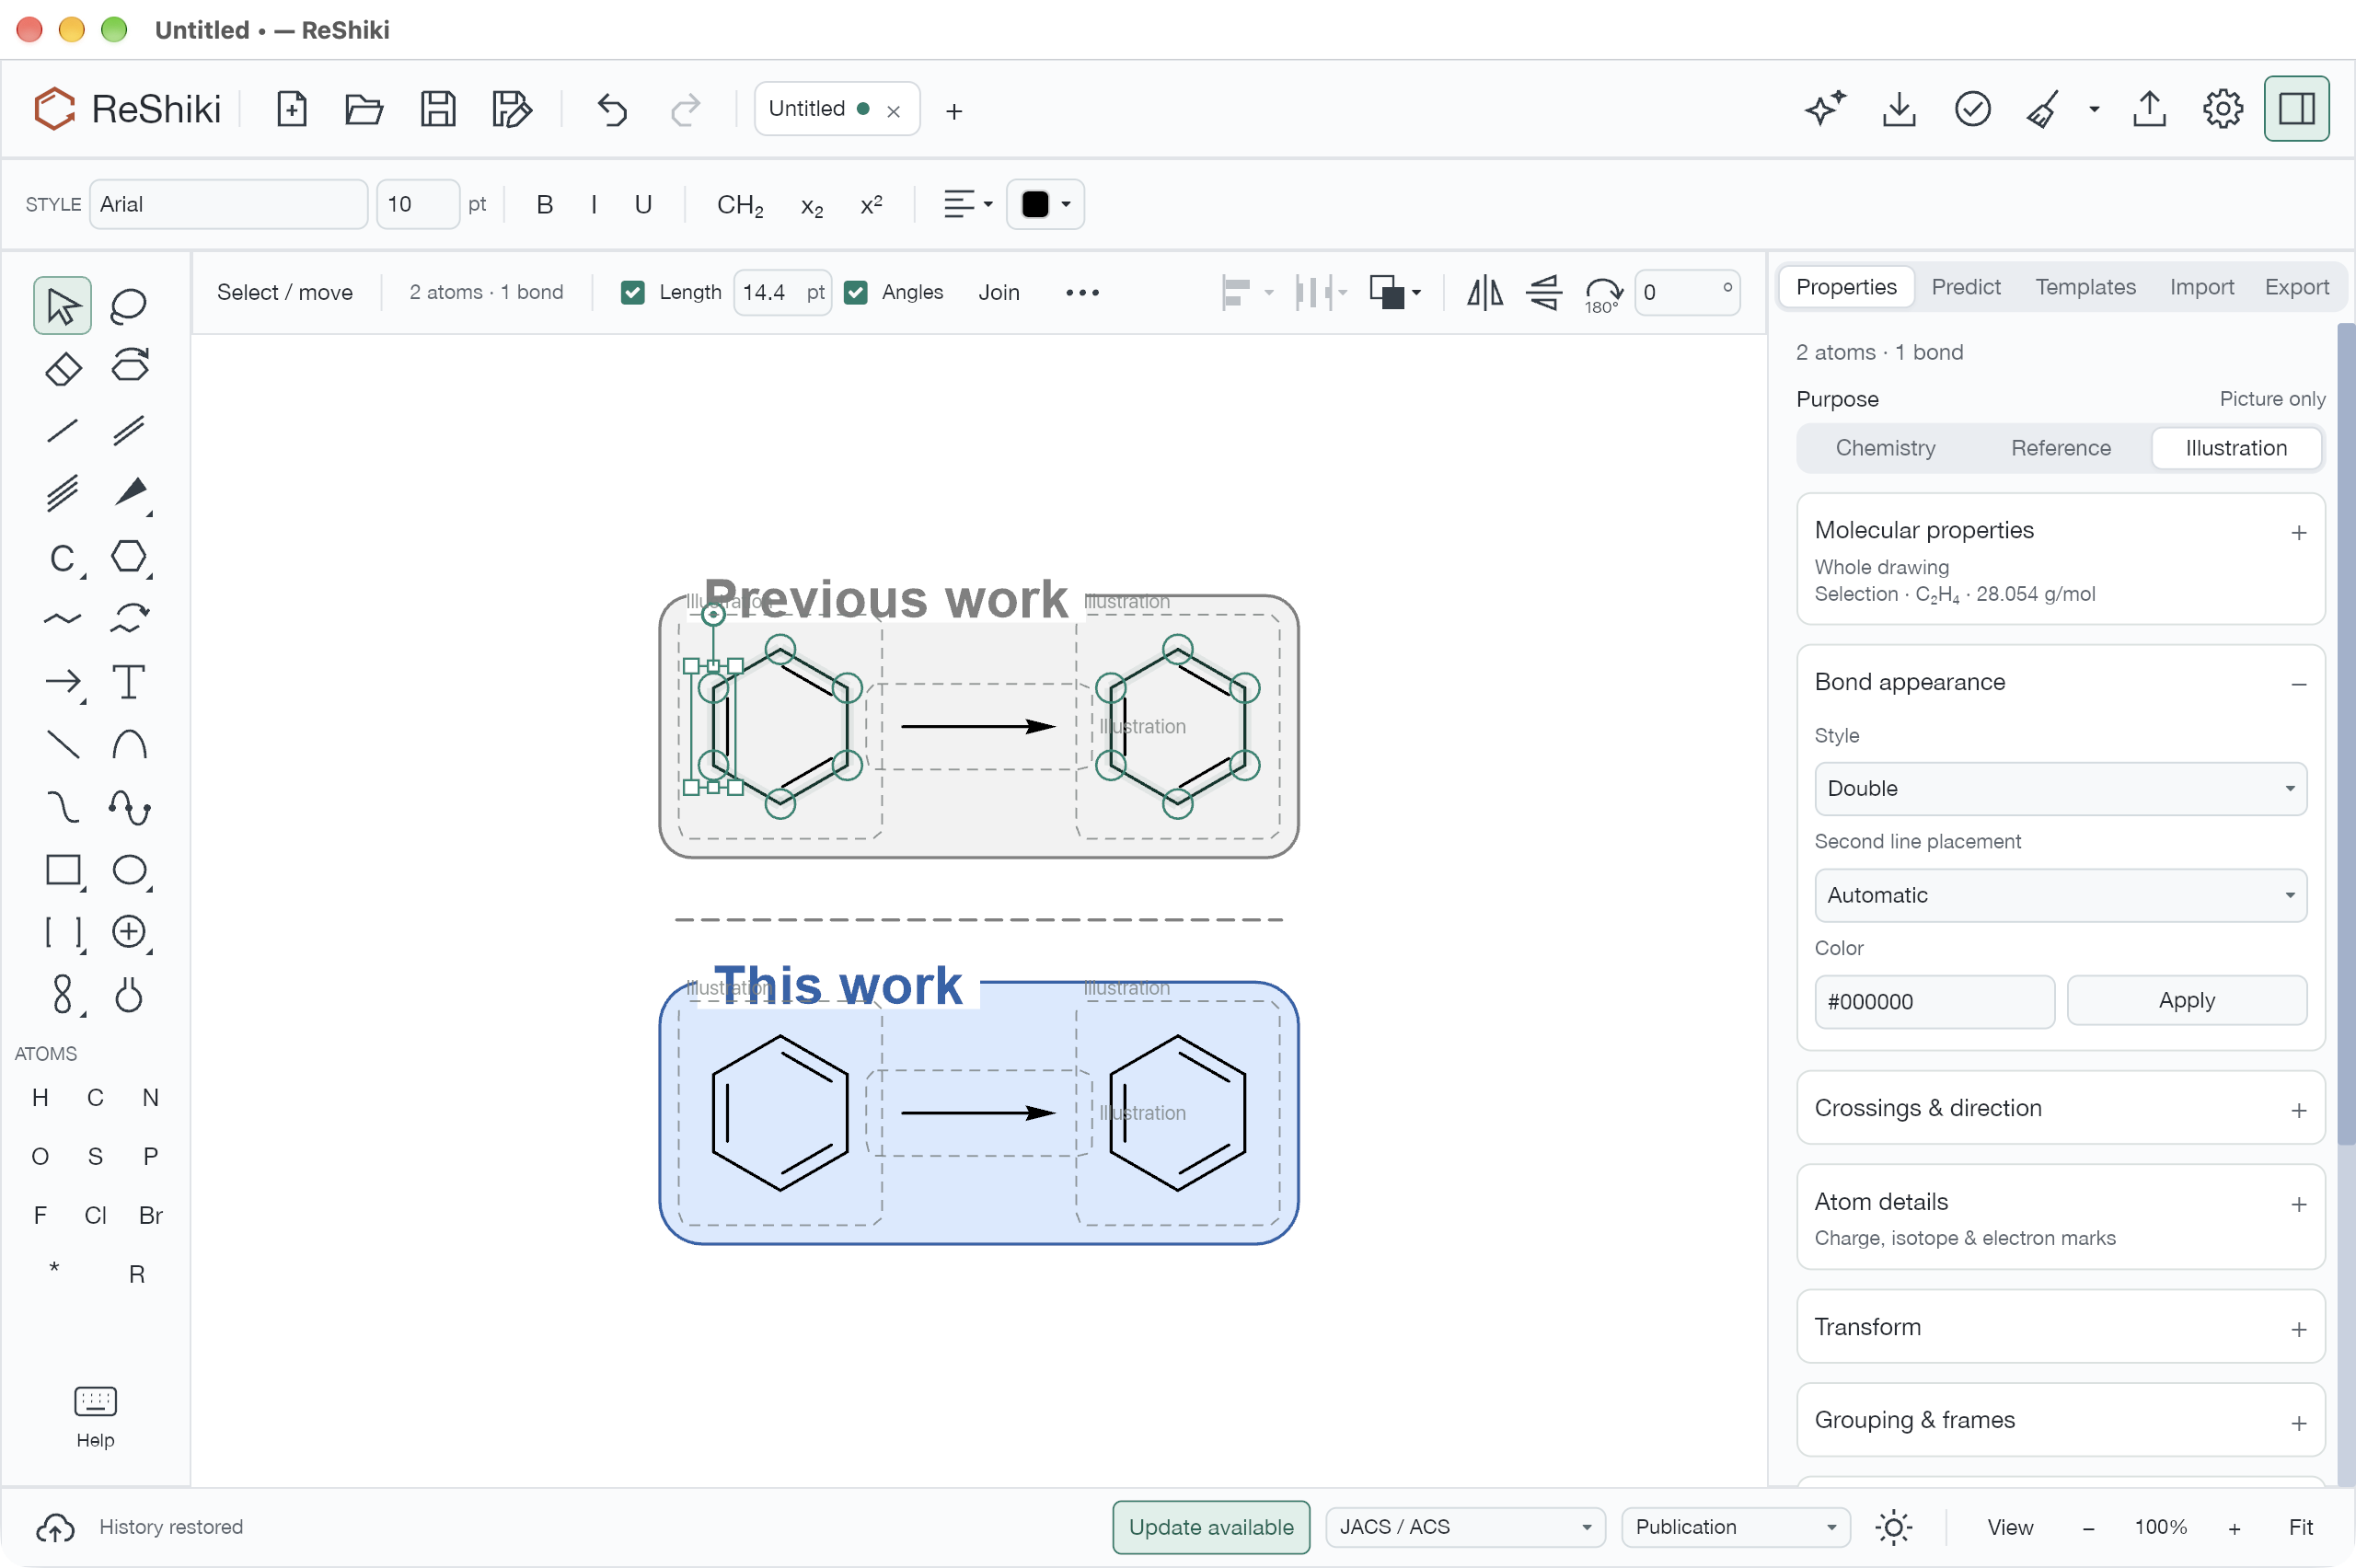 Untitled • — ReShiki
ReShiki
Untitled
STYLE Arial 10 pt B I U CH₂ x₂ x²
Select / move 2 atoms · 1 bond Length 14.4 pt Angles Join 180° 0 °
Properties Predict Templates Import Export
2 atoms · 1 bond
Purpose Picture only
Chemistry Reference Illustration
Molecular properties
Whole drawing
Selection · C₂H₄ · 28.054 g/mol
Bond appearance
Style
Double
Second line placement
Automatic
Color
#000000 Apply
Crossings & direction
Atom details
Charge, isotope & electron marks
Transform
Grouping & frames
C
T
[ ]
ATOMS
H C N
O S P
F Cl Br
* R
Help
Previous work
Illustration Illustration
Illustration
This work
Illustration Illustration
Illustration
History restored Update available JACS / ACS Publication View – 100% + Fit